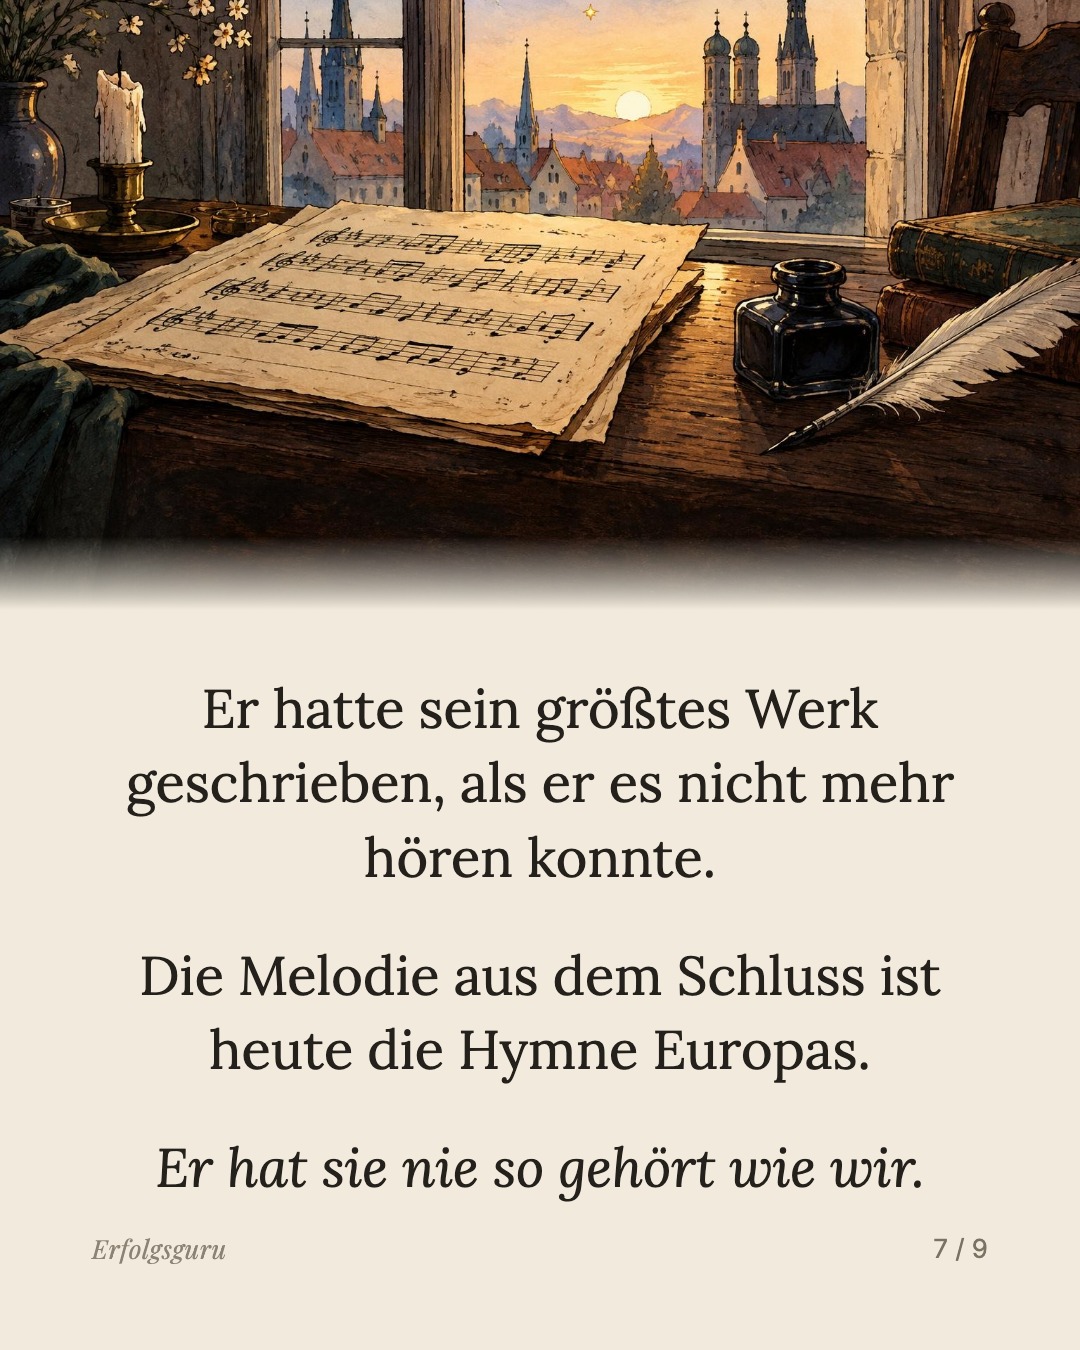 Er hatte sein größtes Werk
geschrieben, als er es nicht mehr
hören konnte.
Die Melodie aus dem Schluss ist
heute die Hymne Europas.
Er hat sie nie so gehört wie wir.
Erfolgsguru
7 / 9